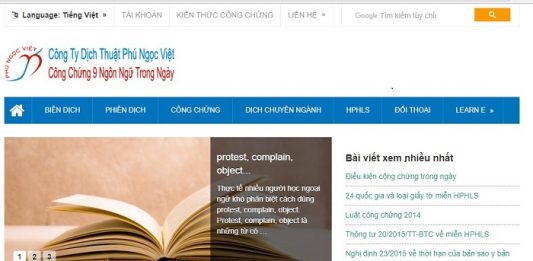 Language: Tiếng Việt »
TÀI KHOẢN
KIẾN THỨC CÔNG CHỨNG
LIÊN HỆ »
Google Tìm kiếm tùy chỉ
PHÚ NGỌC VIỆT
Công Ty Dịch Thuật Phú Ngọc Việt
Công Chứng 9 Ngôn Ngữ Trong Ngày
BIÊN DỊCH
PHIÊN DỊCH
CÔNG CHỨNG
DỊCH CHUYÊN NGÀNH
HPHLS
ĐỐI THOẠI
LEARN E »
protest, complain,
object...
Thực tế nhiều người học ngoại
ngữ khó phân biệt cách dùng
protest, complain, object.
Protest, complain, object là
những từ có ...
1 2 3
Bài viết xem nhiều nhất
Điều kiện công chứng trong ngày
24 quốc gia và loại giấy tờ miễn HPHLS
Luật công chứng 2014
Thông tư 20/2015/TT-BTC về miễn HPHLS
Nghị định 23/2015 về thời hạn của bản sao y bản